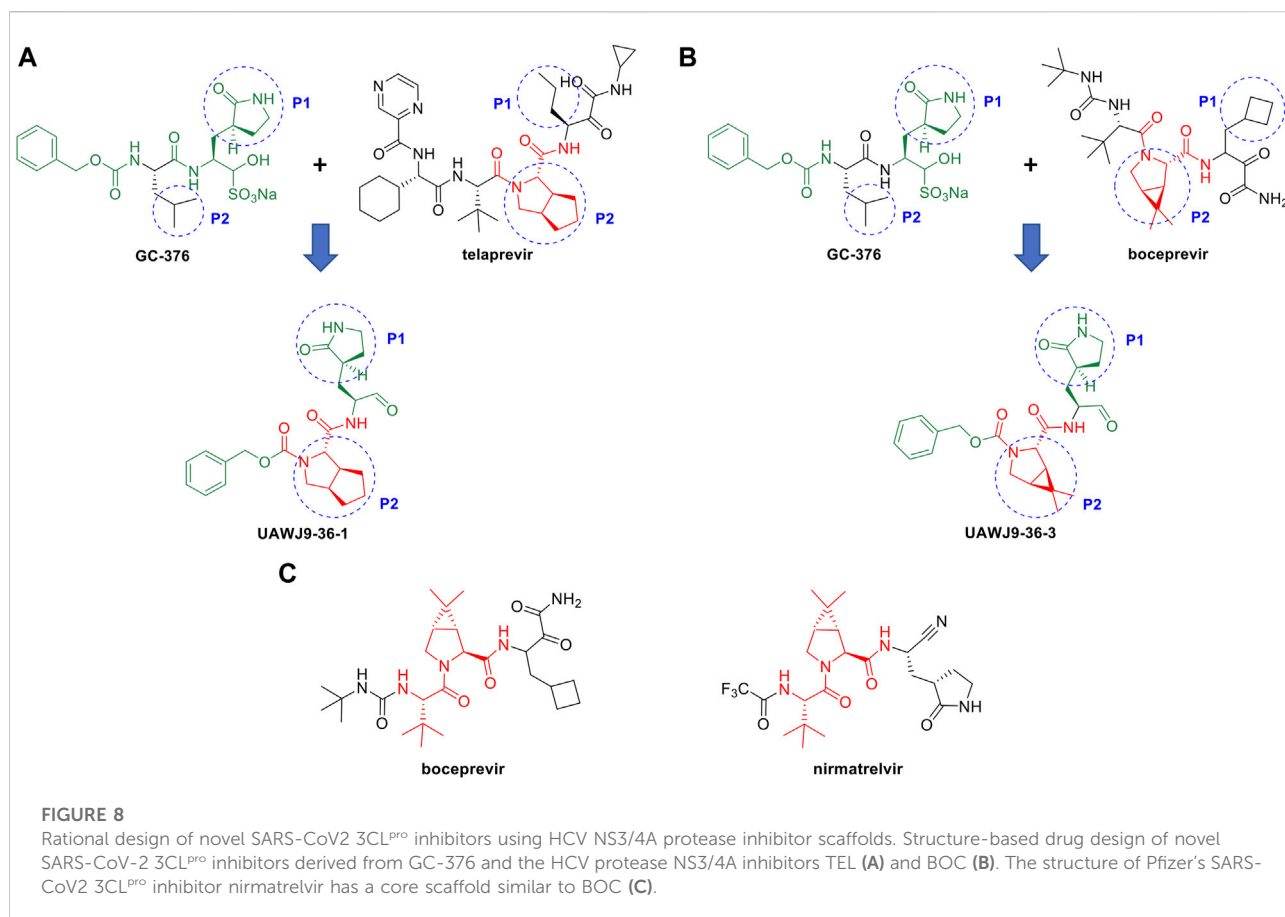 A
B
P1
P2
GC-376
+
telaprevir
P1
P2
GC-376
+
boceprevir
P1
P2
P1
P2
P1
P2
UAWJ9-36-1
P1
P2
UAWJ9-36-3
C
boceprevir
nirmatrelvir
FIGURE 8
Rational design of novel SARS-CoV2 3CLpro inhibitors using HCV NS3/4A protease inhibitor scaffolds. Structure-based drug design of novel
SARS-CoV-2 3CLpro inhibitors derived from GC-376 and the HCV protease NS3/4A inhibitors TEL (A) and BOC (B). The structure of Pfizer's SARS-
CoV2 3CLpro inhibitor nirmatrelvir has a core scaffold similar to BOC (C).